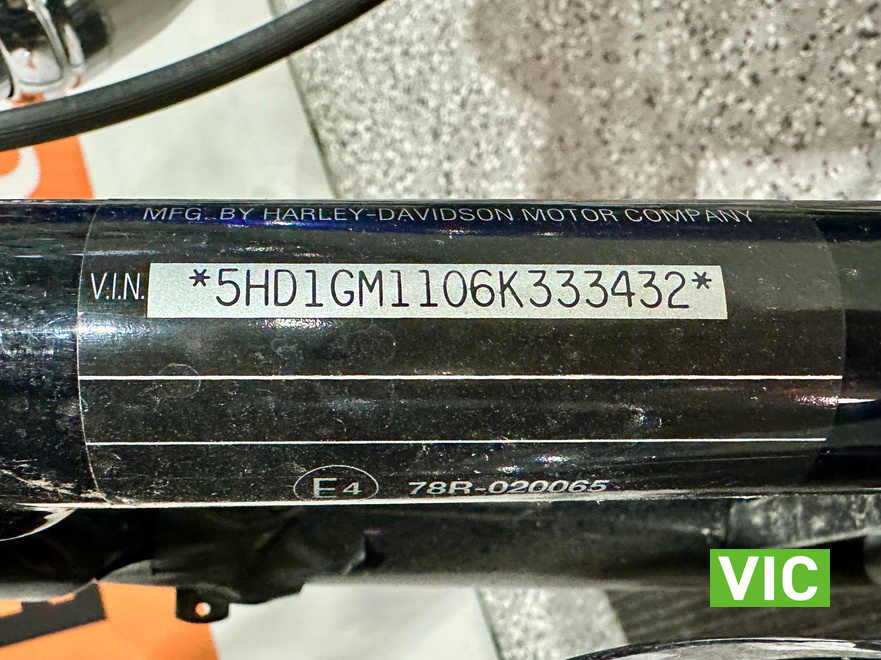 MFG. BY HARLEY-DAVIDSON MOTOR COMPANY
V.I.N. *5HD1GM1106K333432*
E4 78R-020065
VIC